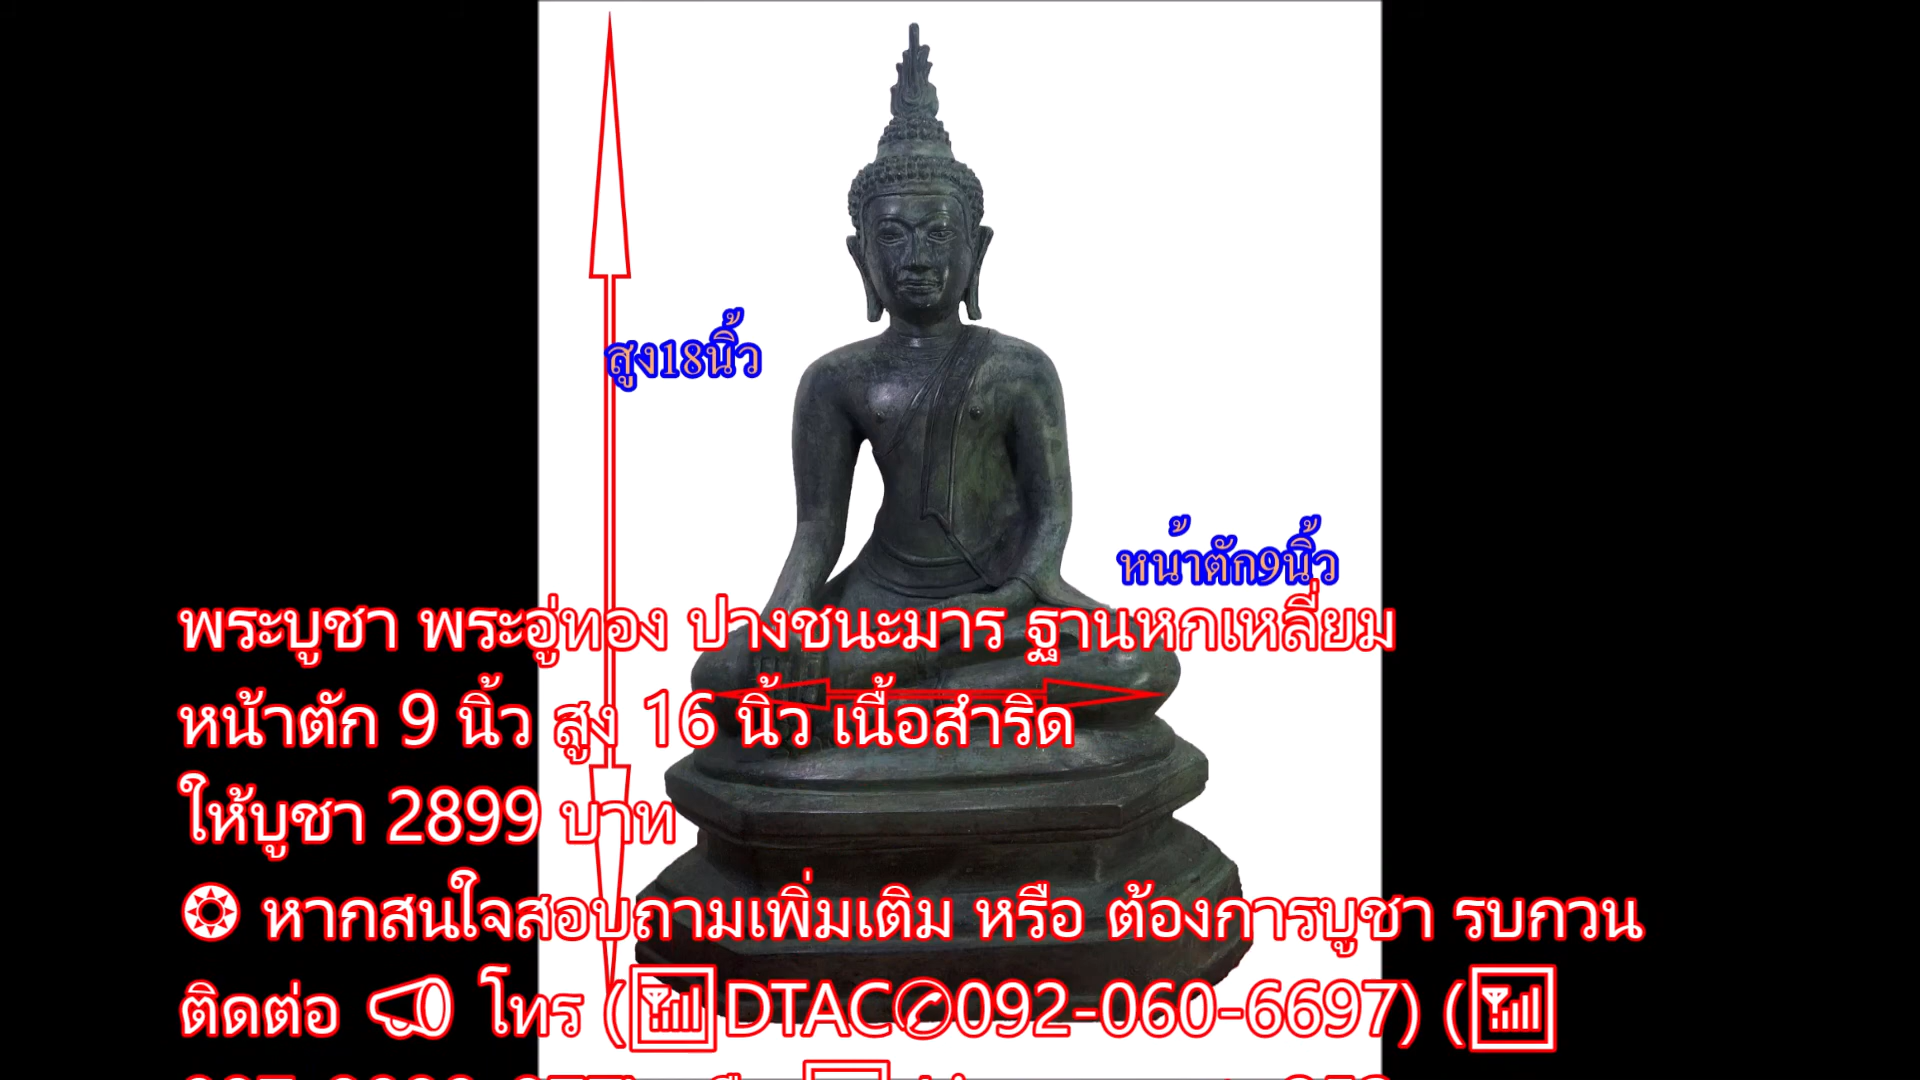 สูง18นิ้ว
หน้าตัก9นิ้ว
พระบูชา พระอู่ทอง ปางชนะมาร ฐานหกเหลี่ยม
หน้าตัก 9 นิ้ว สูง 16 นิ้ว เนื้อสำริด
ให้บูชา 2899 บาท
❂ หากสนใจสอบถามเพิ่มเติม หรือ ต้องการบูชา รบกวน
ติดต่อ 📢 โทร (📶DTAC✆092-060-6697) (📶